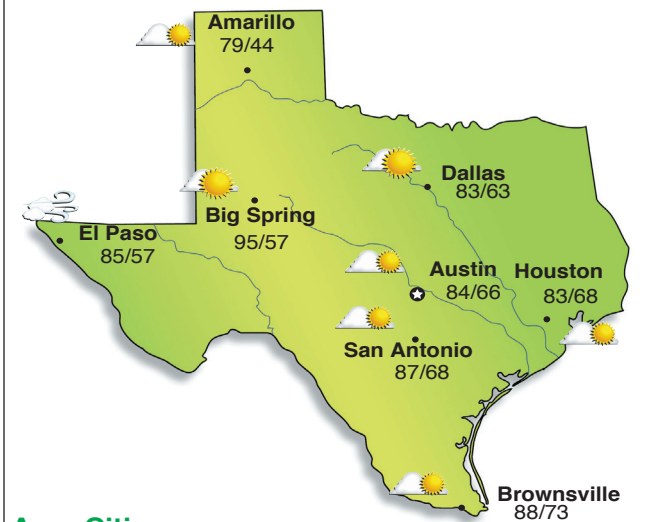 Amarillo
79/44
Dallas
83/63
Big Spring
95/57
El Paso
85/57
Austin
84/66
Houston
83/68
San Antonio
87/68
Brownsville
88/73